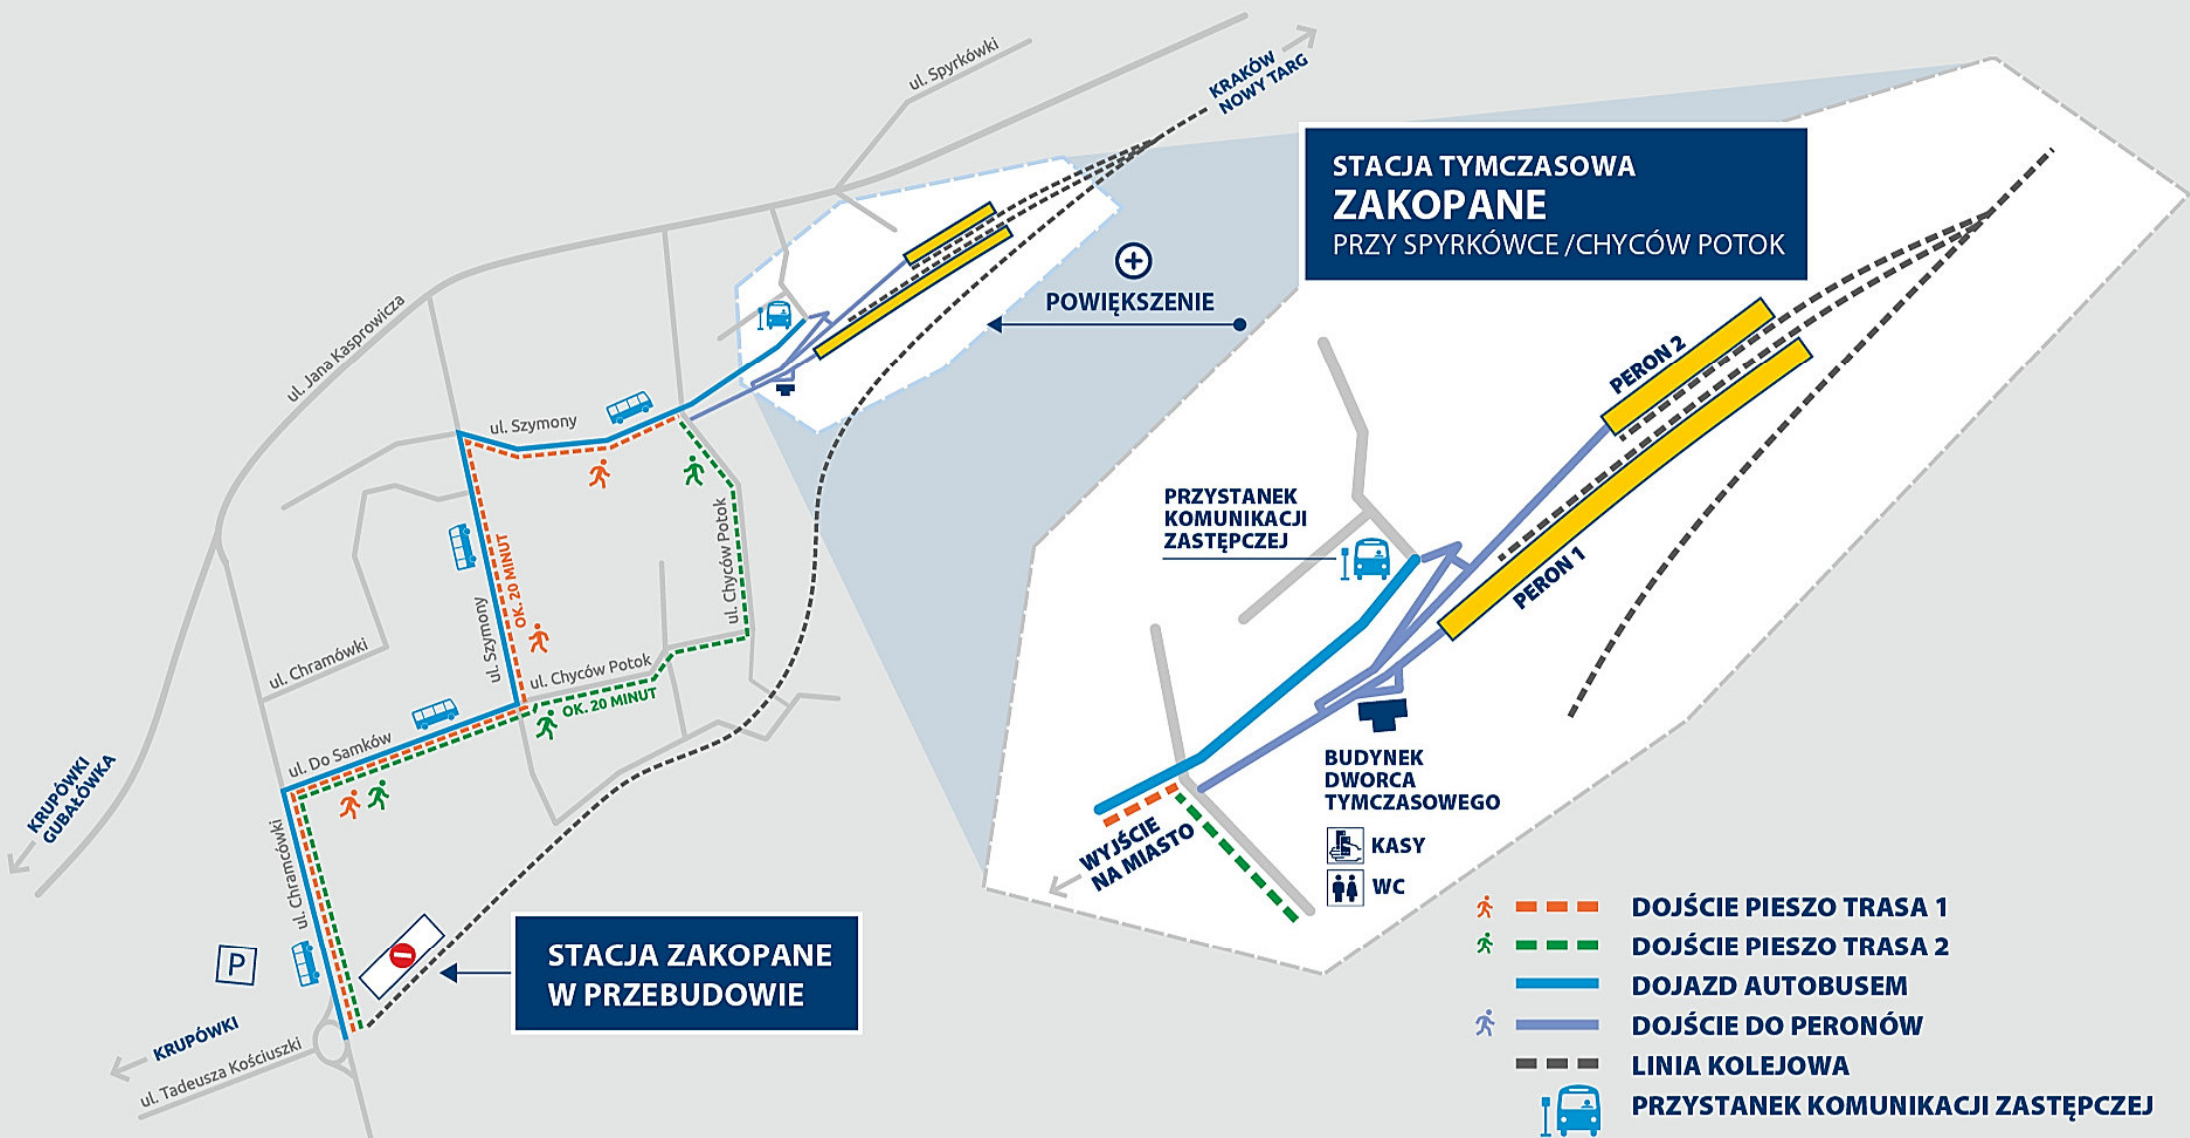 ul. Spyrkówki
KRAKÓW
NOWY TARG
STACJA TYMCZASOWA
ZAKOPANE
PRZY SPYRKÓWCE /CHYCÓW POTOK
POWIĘKSZENIE
ul. Jana Kasprowicza
ul. Szymony
PERON 2
PERON 1
PRZYSTANEK
KOMUNIKACJI
ZASTĘPCZEJ
OK. 20 MINUT
ul. Szymony
ul. Chyców Potok
ul. Chramówki
ul. Chyców Potok
OK. 20 MINUT
ul. Do Samków
KRUPÓWKI
GUBAŁÓWKA
ul. Chramcówki
BUDYNEK
DWORCA
TYMCZASOWEGO
KASY
WC
WYJŚCIE
NA MIASTO
P
STACJA ZAKOPANE
W PRZEBUDOWIE
KRUPÓWKI
ul. Tadeusza Kościuszki
DOJŚCIE PIESZO TRASA 1
DOJŚCIE PIESZO TRASA 2
DOJAZD AUTOBUSEM
DOJŚCIE DO PERONÓW
LINIA KOLEJOWA
PRZYSTANEK KOMUNIKACJI ZASTĘPCZEJ